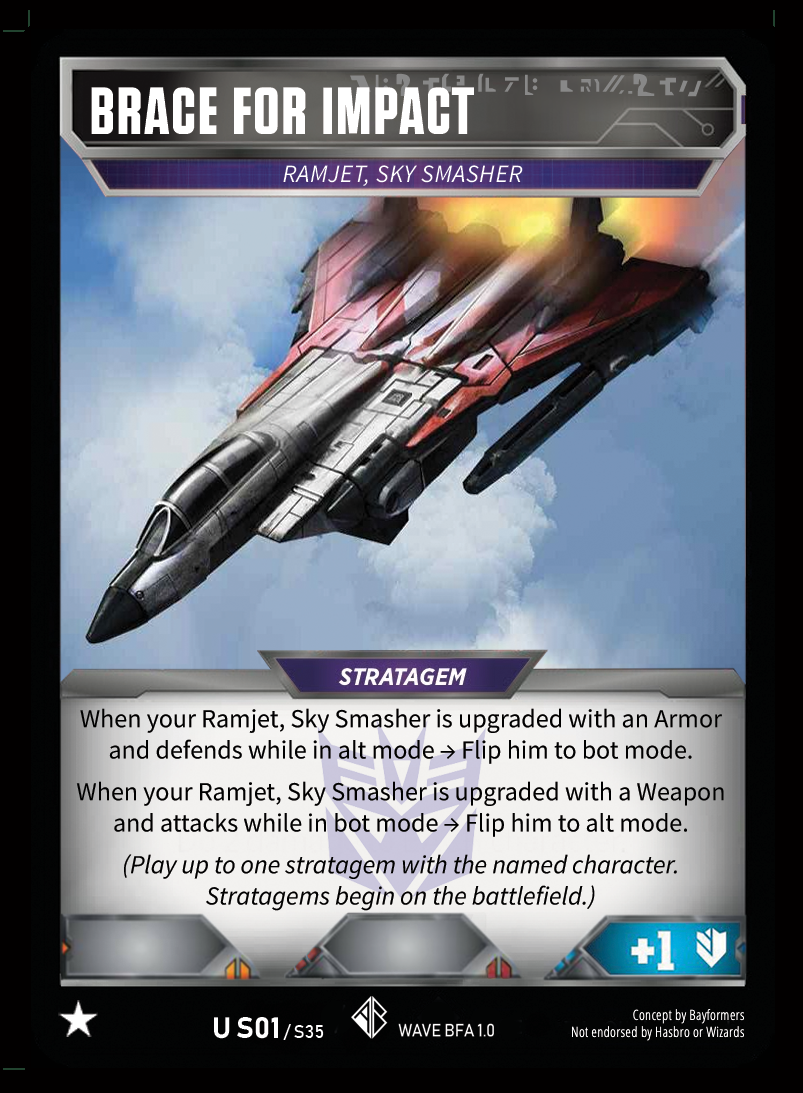 BRACE FOR IMPACT
RAMJET, SKY SMASHER
STRATAGEM
When your Ramjet, Sky Smasher is upgraded with an Armor
and defends while in alt mode → Flip him to bot mode.
When your Ramjet, Sky Smasher is upgraded with a Weapon
and attacks while in bot mode → Flip him to alt mode.
(Play up to one stratagem with the named character.
Stratagems begin on the battlefield.)
+1
U S01/S35
WAVE BFA 1.0
Concept by Bayformers
Not endorsed by Hasbro or Wizards